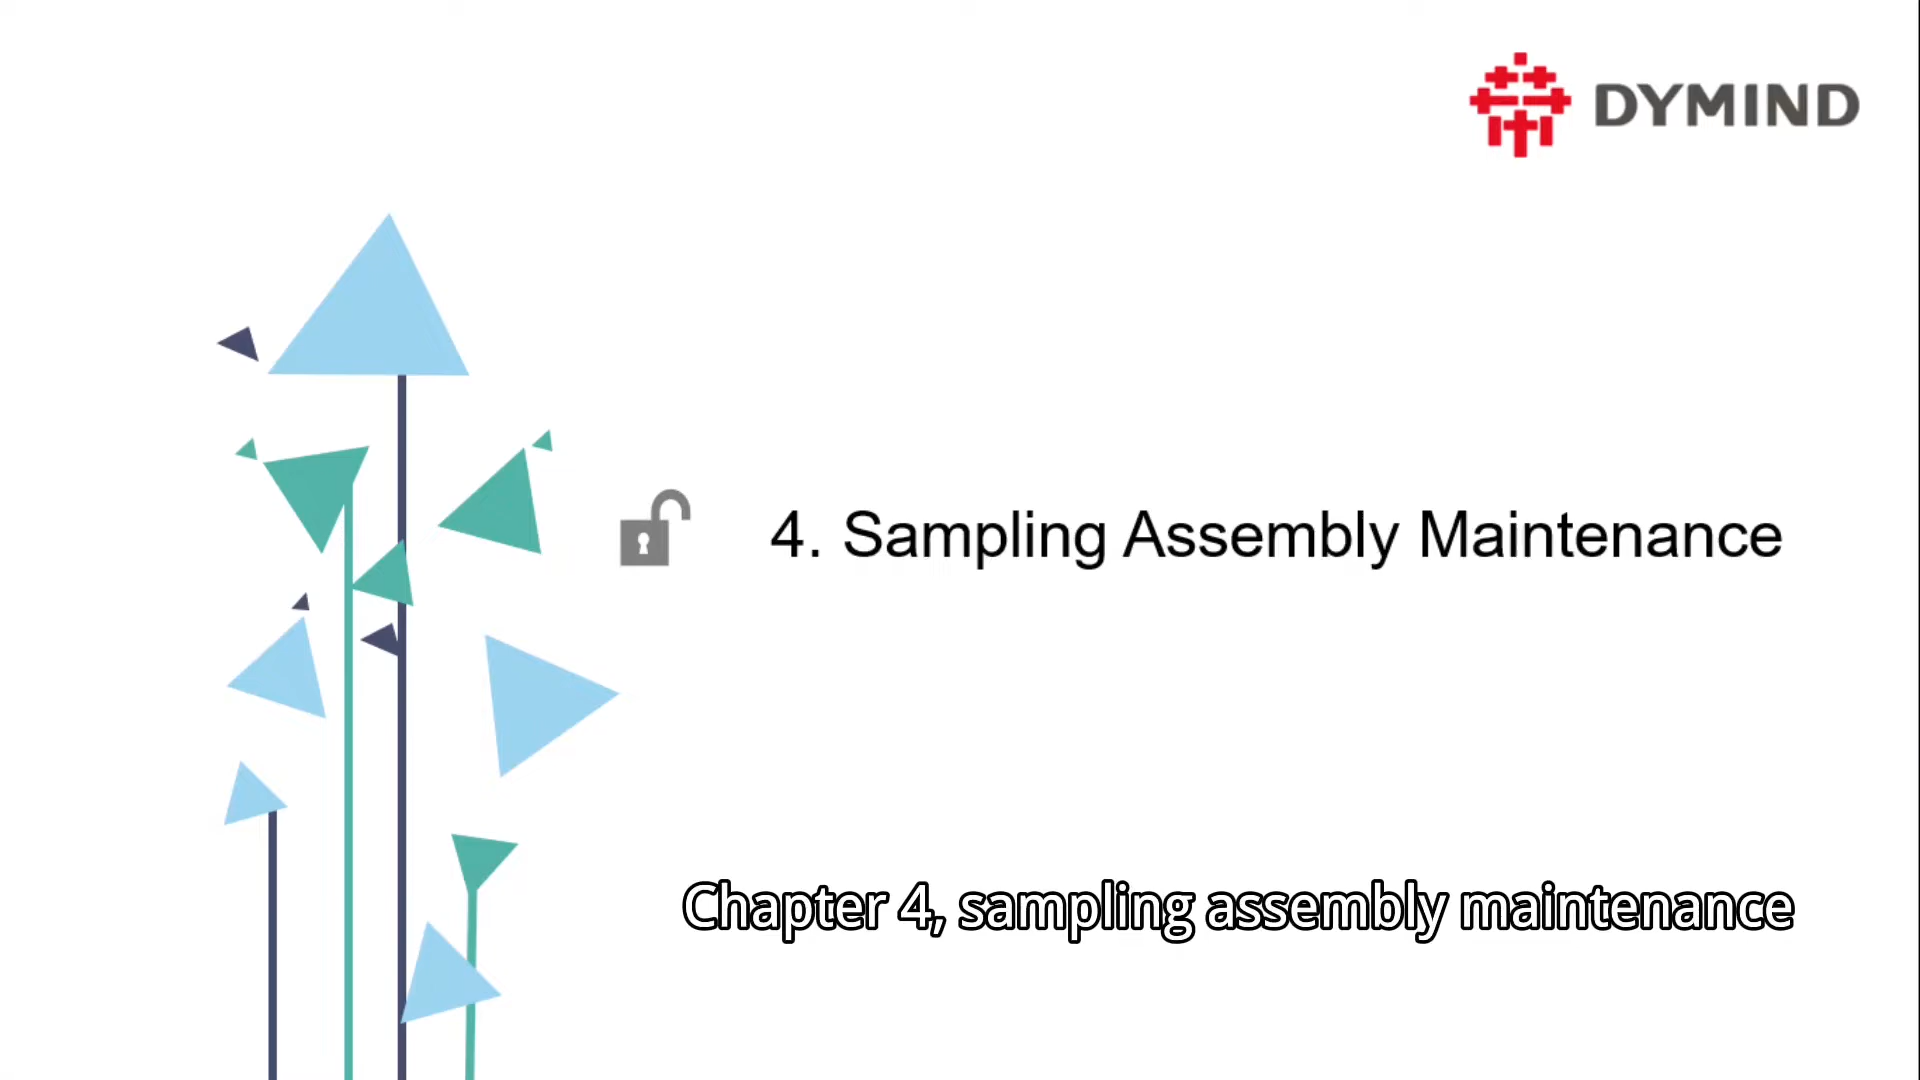 DYMIND
4. Sampling Assembly Maintenance
Chapter 4, sampling assembly maintenance